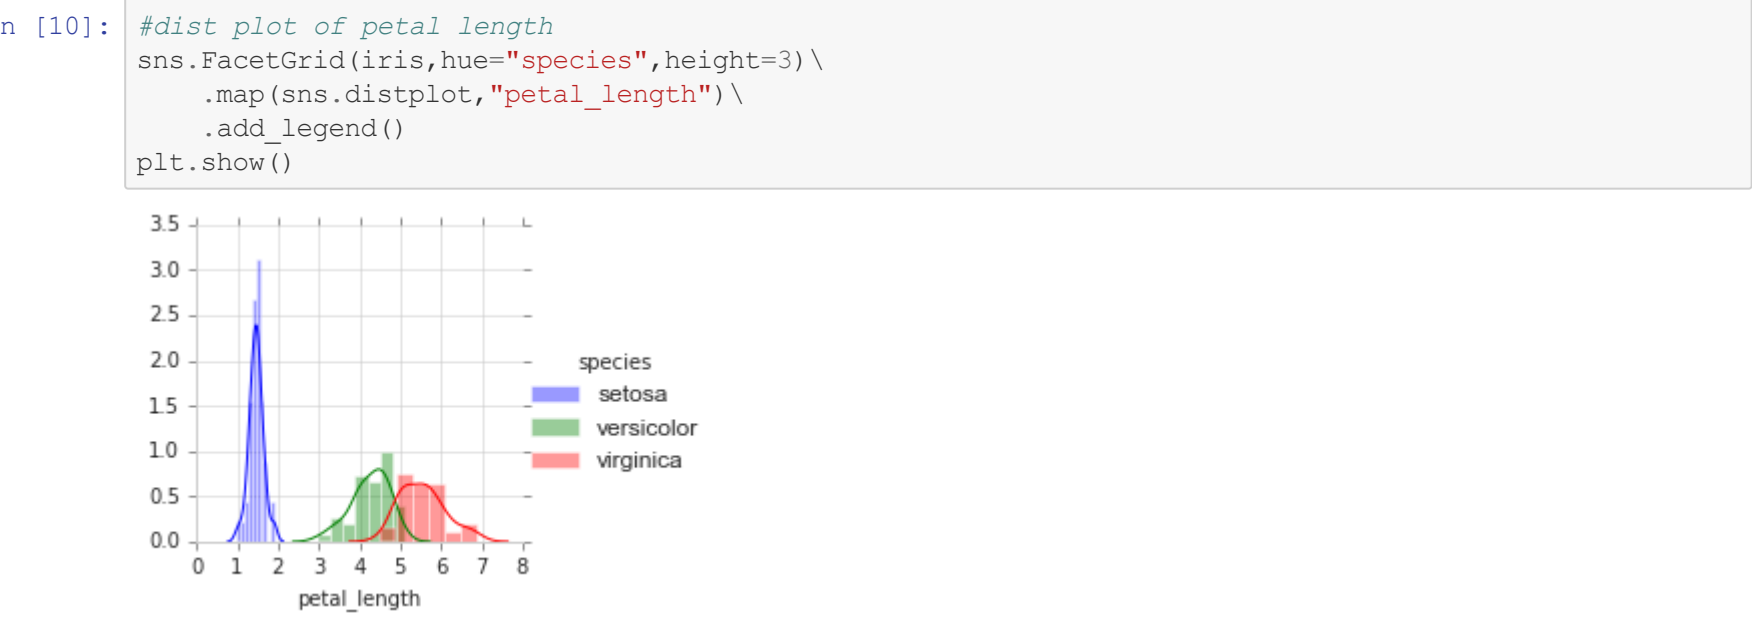 n [10]:
#dist plot of petal length
sns.FacetGrid(iris,hue="species",height=3)\
    .map(sns.distplot,"petal_length")\
    .add_legend()
plt.show()
3.5
3.0
2.5
2.0
1.5
1.0
0.5
0.0
0 1 2 3 4 5 6 7 8
petal_length
species
setosa
versicolor
virginica